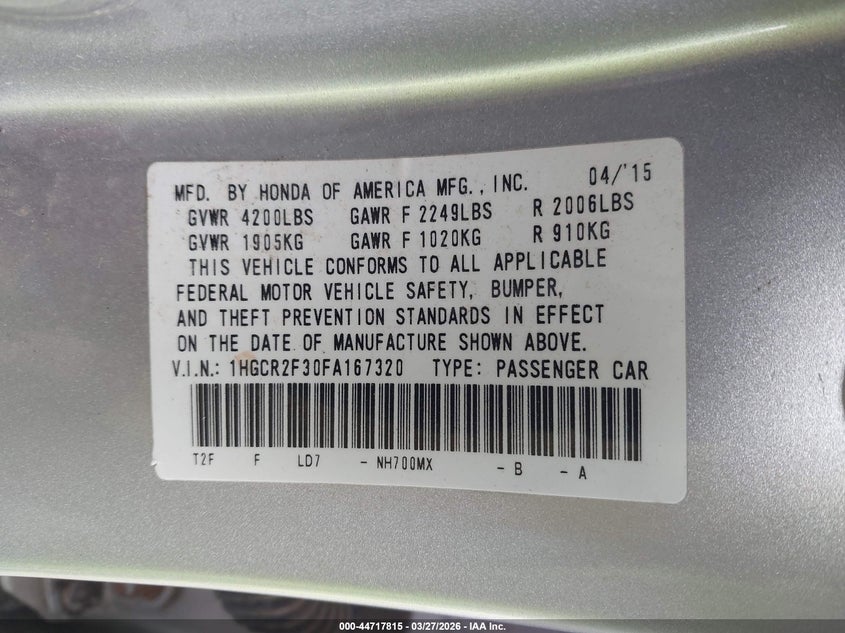 MFD. BY HONDA OF AMERICA MFG., INC. 04/'15
GVWR 4200LBS GAWR F 2249LBS R 2006LBS
GVWR 1905KG GAWR F 1020KG R 910KG
THIS VEHICLE CONFORMS TO ALL APPLICABLE
FEDERAL MOTOR VEHICLE SAFETY, BUMPER,
AND THEFT PREVENTION STANDARDS IN EFFECT
ON THE DATE OF MANUFACTURE SHOWN ABOVE.
V.I.N.: 1HGCR2F30FA167320 TYPE: PASSENGER CAR
T2F F LD7 - NH700MX - B - A
000-44717815 - 03/27/2026 - IAA Inc.